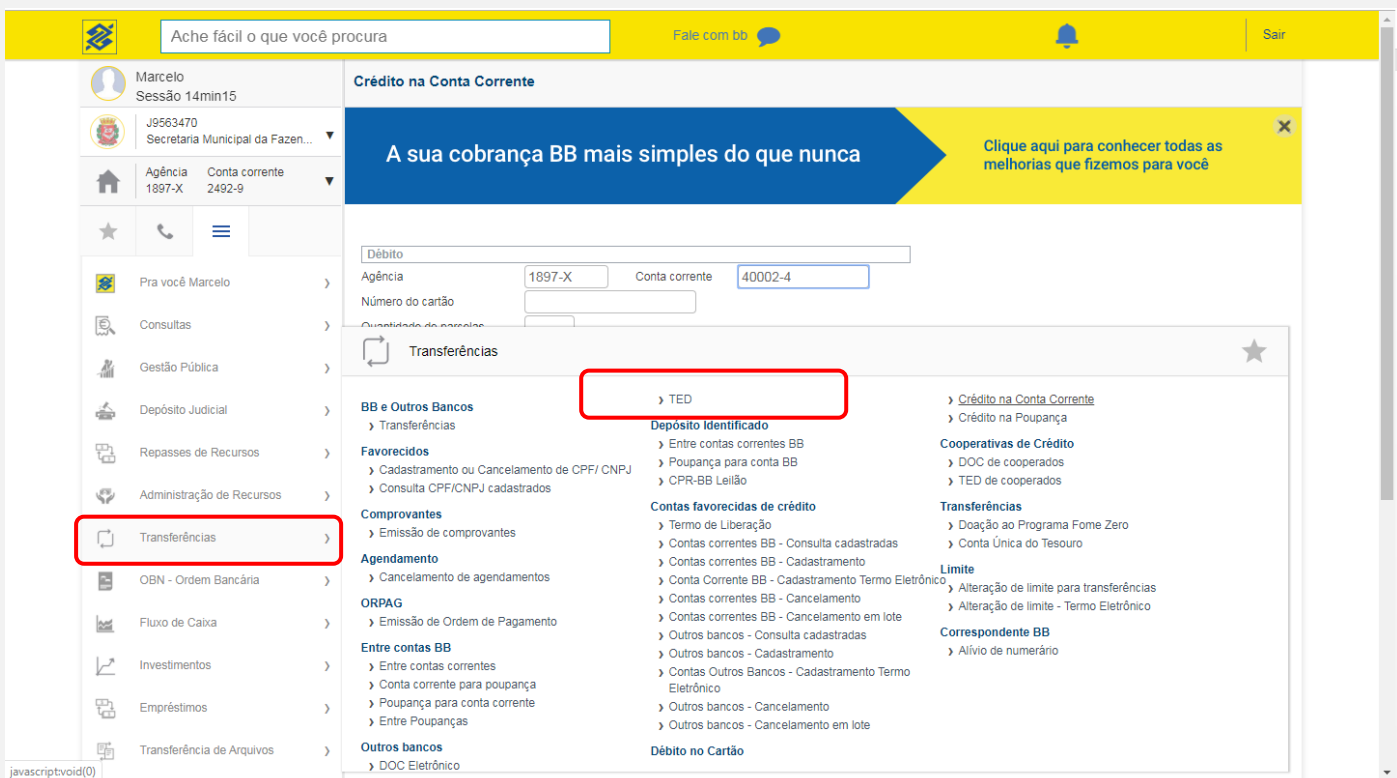 Ache fácil o que você procura
Fale com bb
Sair
Marcelo
Sessão 14min15
J9563470
Secretaria Municipal da Fazen...
Agência Conta corrente
1897-X 2492-9
Pra você Marcelo
Consultas
Gestão Pública
Depósito Judicial
Repasses de Recursos
Administração de Recursos
Transferências
OBN - Ordem Bancária
Fluxo de Caixa
Investimentos
Empréstimos
Transferência de Arquivos
javascript:void(0)
Crédito na Conta Corrente
A sua cobrança BB mais simples do que nunca
Clique aqui para conhecer todas as
melhorias que fizemos para você
Débito
Agência 1897-X Conta corrente 40002-4
Número do cartão
Quantidade de parcelas
Transferências
BB e Outros Bancos
Transferências
Favorecidos
Cadastramento ou Cancelamento de CPF/ CNPJ
Consulta CPF/CNPJ cadastrados
Comprovantes
Emissão de comprovantes
Agendamento
Cancelamento de agendamentos
ORPAG
Emissão de Ordem de Pagamento
Entre contas BB
Entre contas correntes
Conta corrente para poupança
Poupança para conta corrente
Entre Poupanças
Outros bancos
DOC Eletrônico
TED
Depósito Identificado
Entre contas correntes BB
Poupança para conta BB
CPR-BB Leilão
Contas favorecidas de crédito
Termo de Liberação
Contas correntes BB - Consulta cadastradas
Contas correntes BB - Cadastramento
Conta Corrente BB - Cadastramento Termo Eletrônico
Contas correntes BB - Cancelamento
Contas correntes BB - Cancelamento em lote
Outros bancos - Consulta cadastradas
Outros bancos - Cadastramento
Contas Outros Bancos - Cadastramento Termo
Eletrônico
Outros bancos - Cancelamento
Outros bancos - Cancelamento em lote
Débito no Cartão
Crédito na Conta Corrente
Crédito na Poupança
Cooperativas de Crédito
DOC de cooperados
TED de cooperados
Transferências
Doação ao Programa Fome Zero
Conta Única do Tesouro
Limite
Alteração de limite para transferências
Alteração de limite - Termo Eletrônico
Correspondente BB
Alívio de numerário